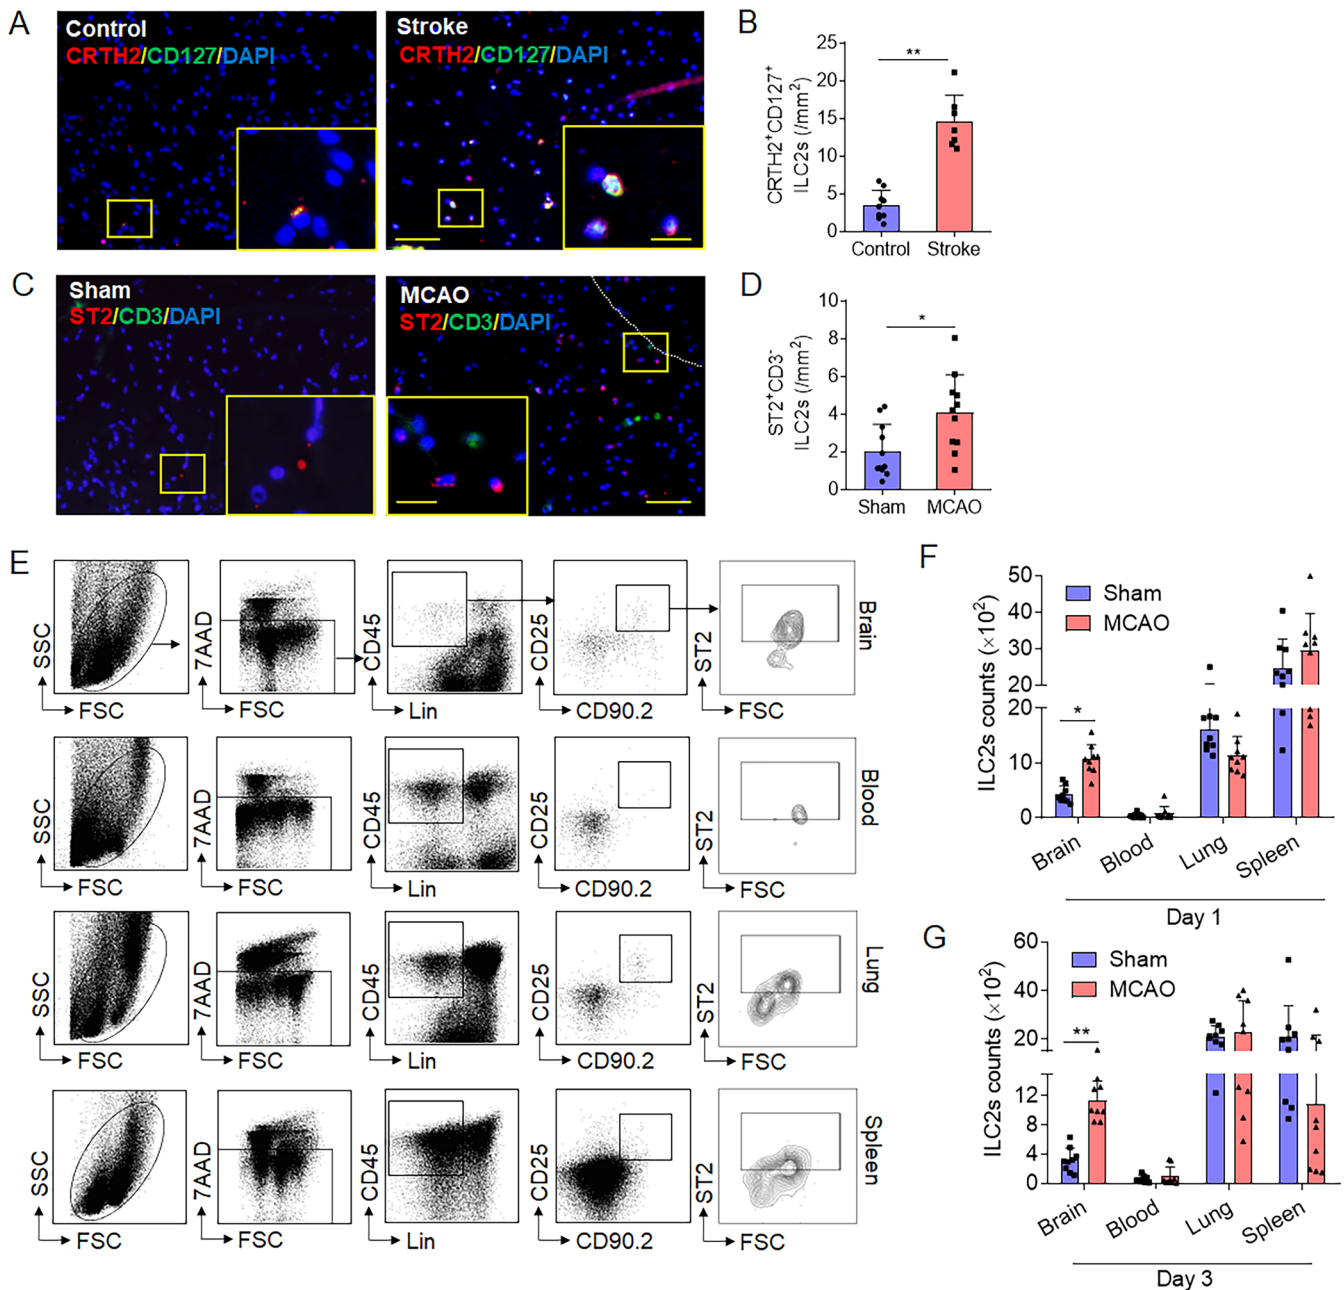 A
Control
CRTH2/CD127/DAPI
Stroke
CRTH2/CD127/DAPI
B
25
20
15
10
5
0
CRTH2⁺CD127⁺
ILC2s (/mm²)
**
Control
Stroke
C
Sham
ST2/CD3/DAPI
MCAO
ST2/CD3/DAPI
D
10
8
6
4
2
0
ST2⁺CD3⁻
ILC2s (/mm²)
*
Sham
MCAO
E
SSC
FSC
7AAD
FSC
CD45
Lin
CD25
CD90.2
ST2
FSC
Brain
SSC
FSC
7AAD
FSC
CD45
Lin
CD25
CD90.2
ST2
FSC
Blood
SSC
FSC
7AAD
FSC
CD45
Lin
CD25
CD90.2
ST2
FSC
Lung
SSC
FSC
7AAD
FSC
CD45
Lin
CD25
CD90.2
ST2
FSC
Spleen
F
50
40
30
20
20
10
0
ILC2s counts (×10²)
Sham
MCAO
*
Brain
Blood
Lung
Spleen
Day 1
G
60
40
20
12
8
4
0
ILC2s counts (×10²)
Sham
MCAO
**
Brain
Blood
Lung
Spleen
Day 3